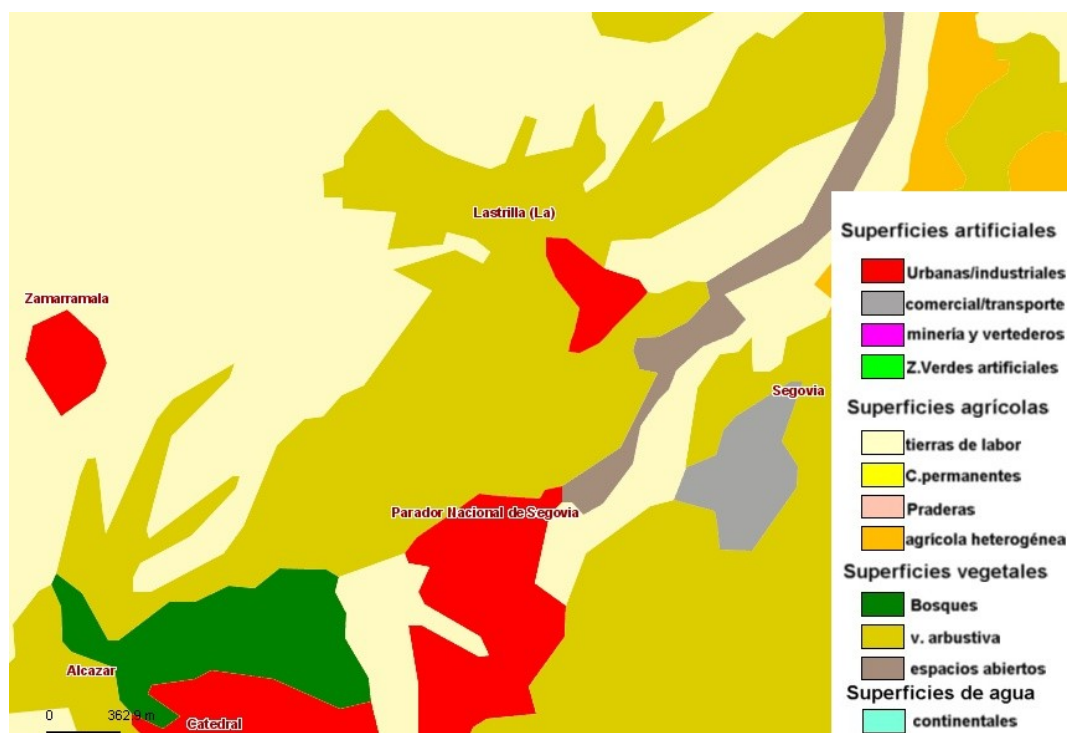 Lastrilla (La)
Zamarramala
Segovia
Parador Nacional de Segovia
Alcazar
Catedral
0 362.9 m
Superficies artificiales
Urbanas/industriales
comercial/transporte
minería y vertederos
Z.Verdes artificiales
Superficies agrícolas
tierras de labor
C.permanentes
Praderas
agrícola heterogénea
Superficies vegetales
Bosques
v. arbustiva
espacios abiertos
Superficies de agua
continentales